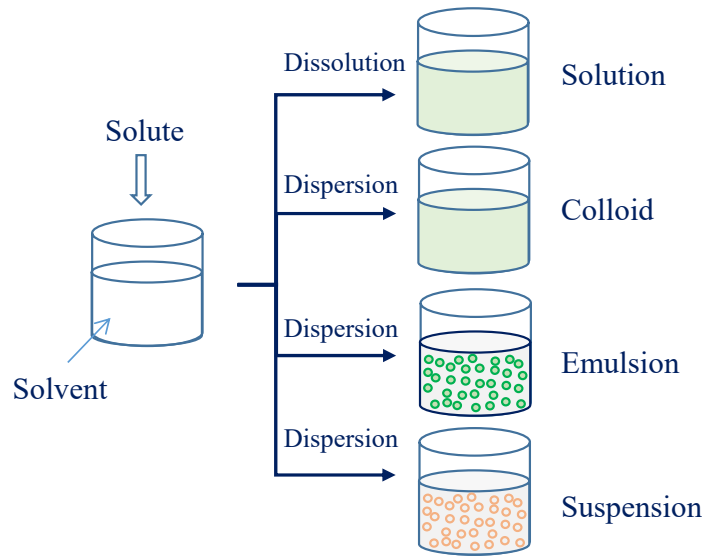 Dissolution
Solution
Solute
Dispersion
Colloid
Solvent
Dispersion
Emulsion
Dispersion
Suspension